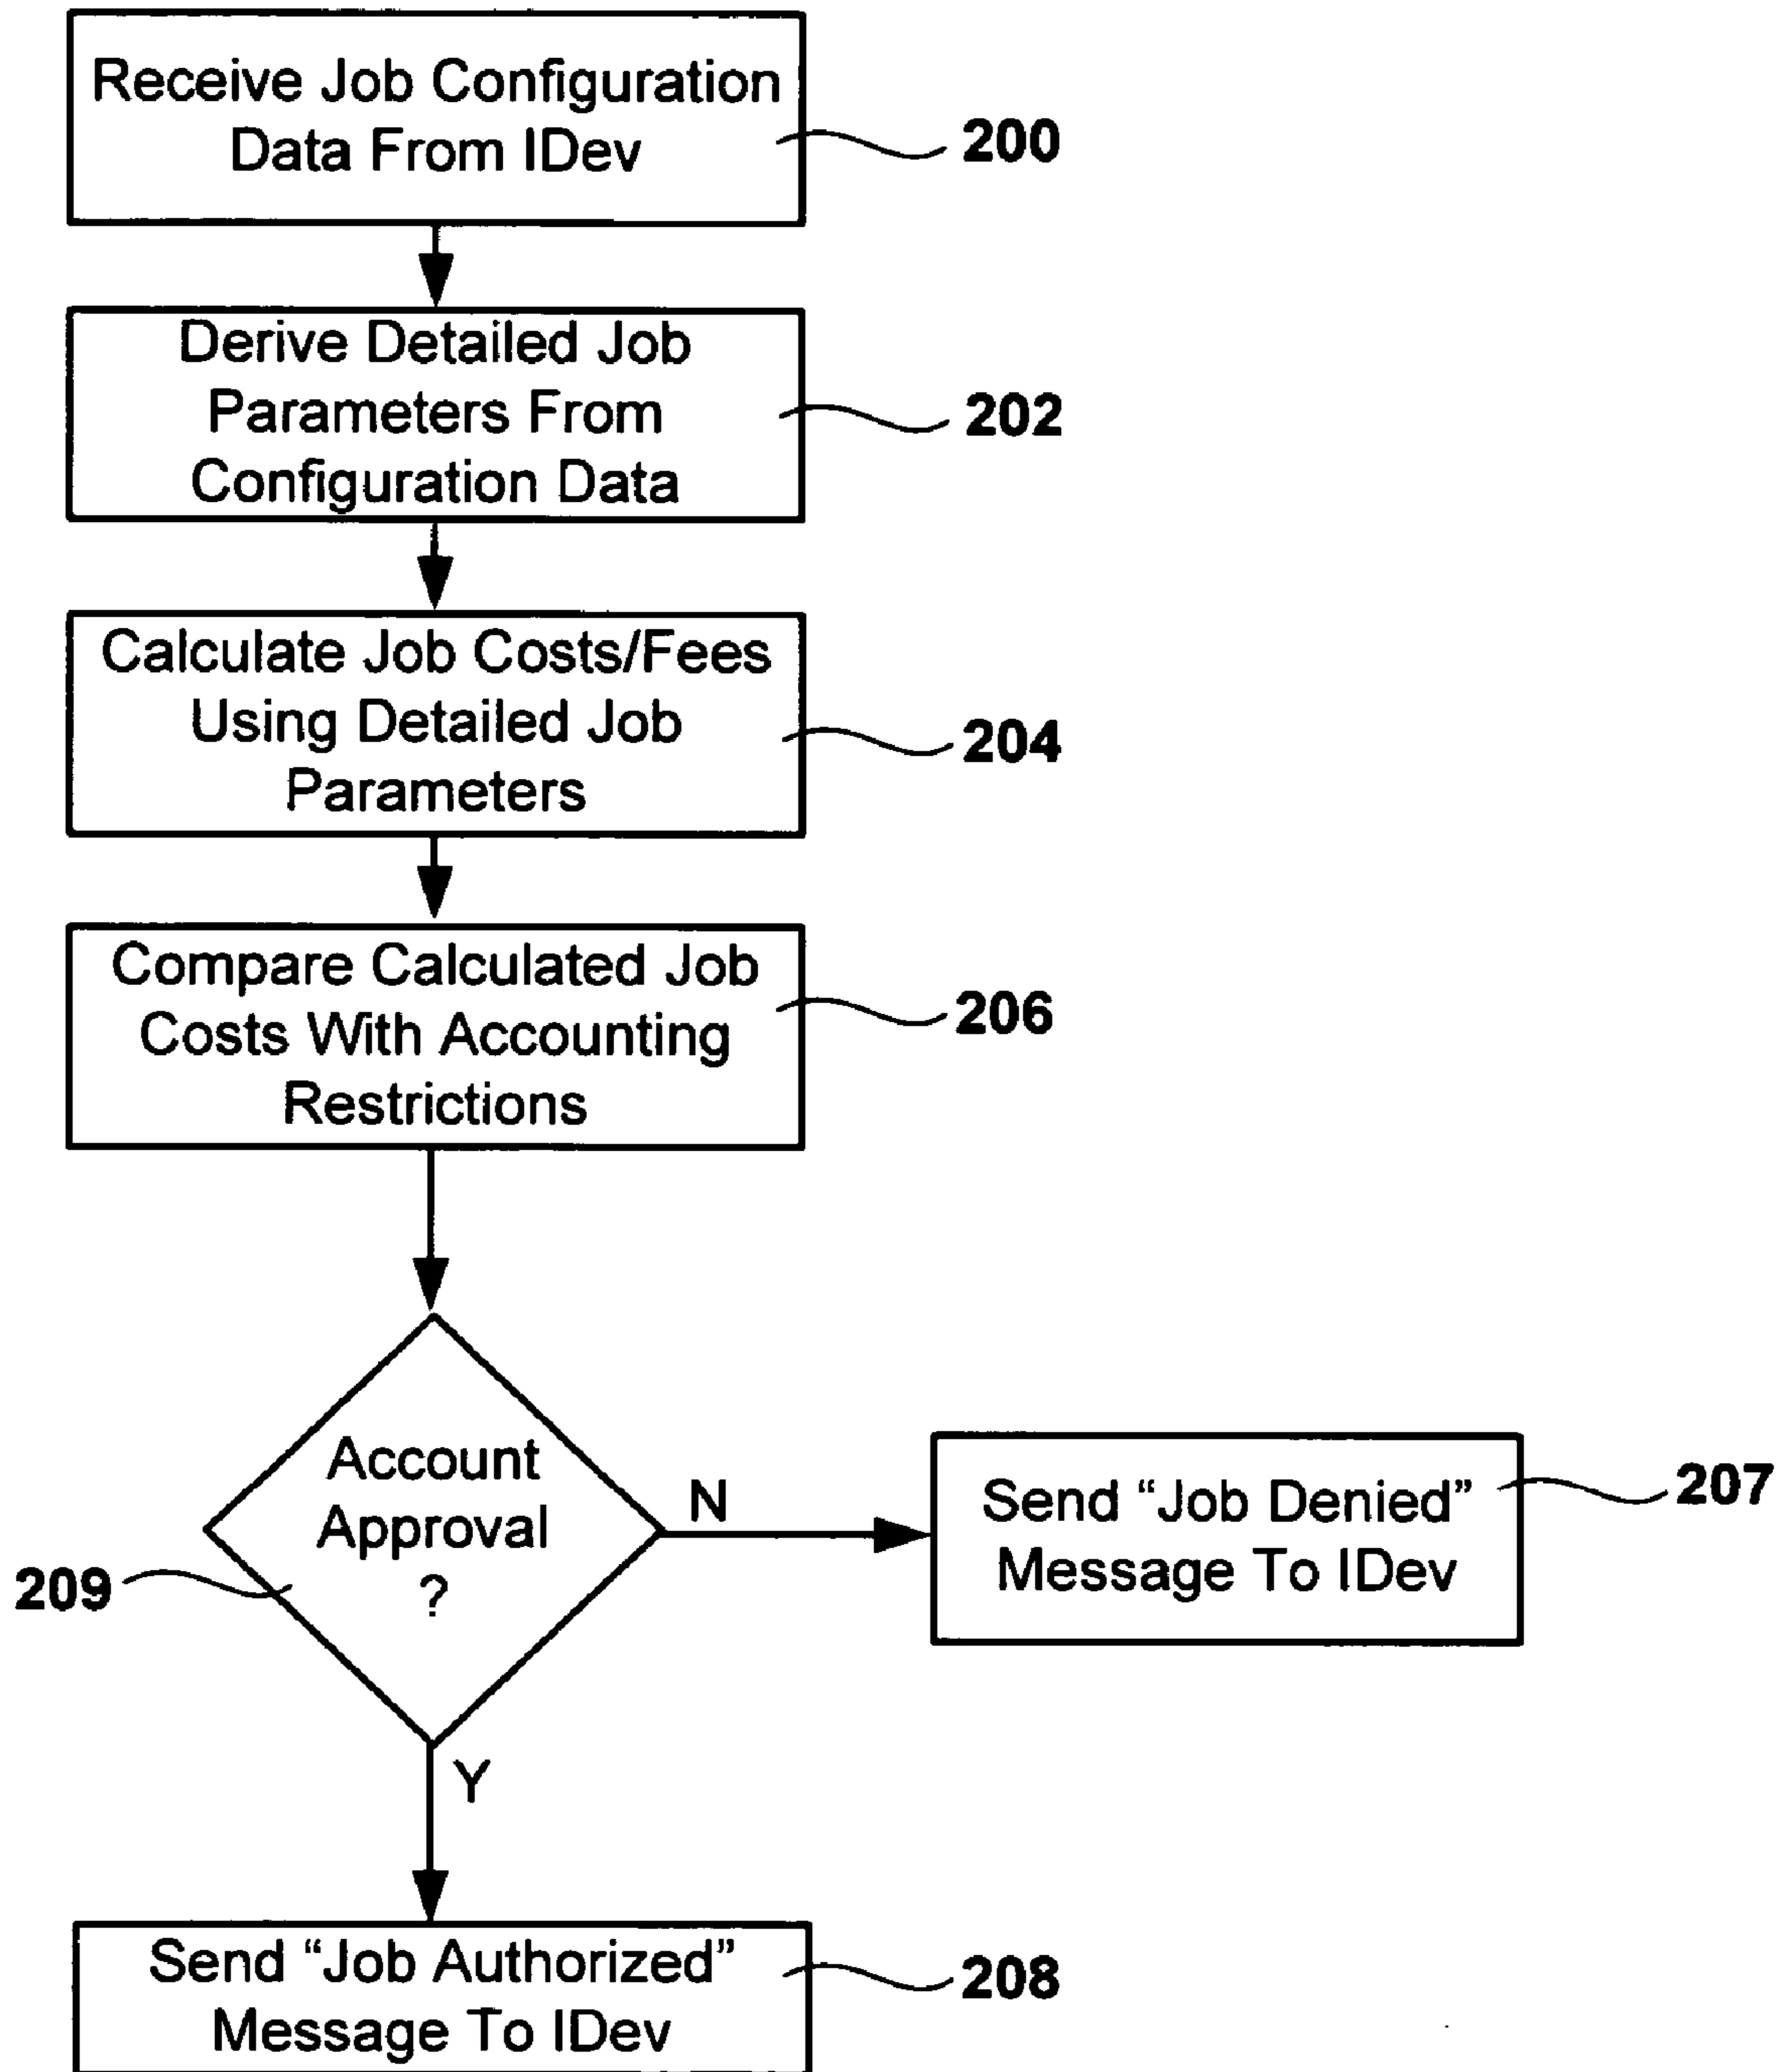 Receive Job Configuration
Data From IDev
200
Derive Detailed Job
Parameters From
Configuration Data
202
Calculate Job Costs/Fees
Using Detailed Job
Parameters
204
Compare Calculated Job
Costs With Accounting
Restrictions
206
Account
Approval
?
209
N
Send “Job Denied”
Message To IDev
207
Y
Send “Job Authorized”
Message To IDev
208